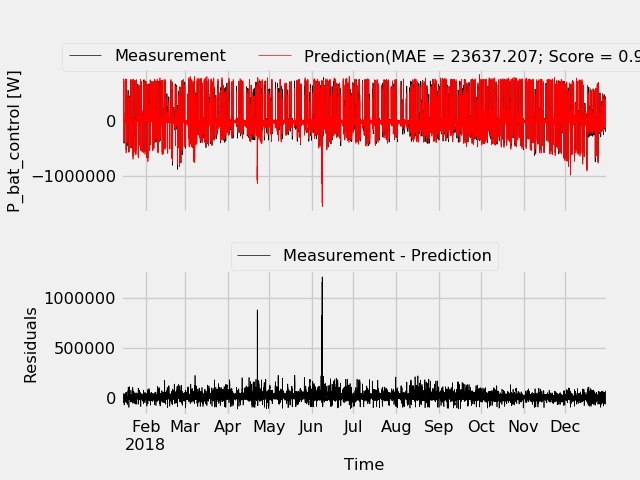 Measurement Prediction(MAE = 23637.207; Score = 0.9
P_bat_control [W]
0
−1000000
Measurement - Prediction
Residuals
1000000
500000
0
Feb Mar Apr May Jun Jul Aug Sep Oct Nov Dec
2018
Time